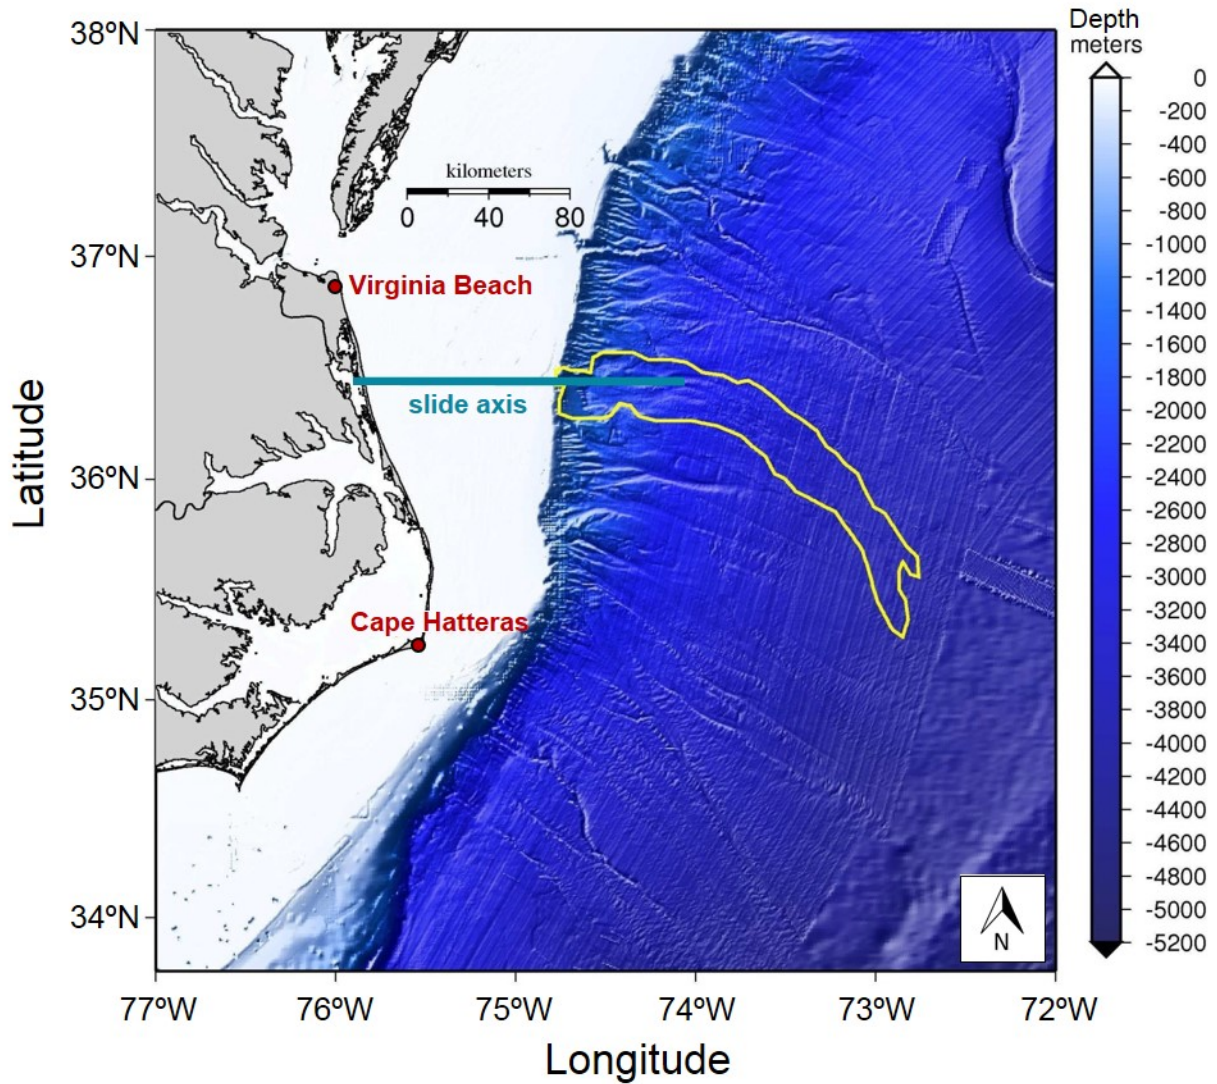 Depth
meters
38ºN
37ºN
36ºN
35ºN
34ºN
Latitude
kilometers
0 40 80
Virginia Beach
slide axis
Cape Hatteras
N
0
-200
-400
-600
-800
-1000
-1200
-1400
-1600
-1800
-2000
-2200
-2400
-2600
-2800
-3000
-3200
-3400
-3600
-3800
-4000
-4200
-4400
-4600
-4800
-5000
-5200
77ºW 76ºW 75ºW 74ºW 73ºW 72ºW
Longitude